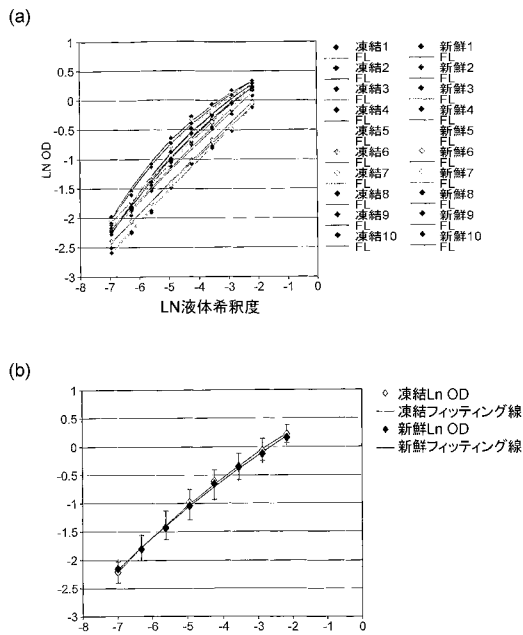 (a)
1
0.5
0
-0.5
-1
-1.5
-2
-2.5
-3
LN OD
-8 -7 -6 -5 -4 -3 -2 -1 0
LN液体希釈度
凍結1 新鮮1
FL FL
凍結2 新鮮2
FL FL
凍結3 新鮮3
FL FL
凍結4 新鮮4
FL FL
凍結5 新鮮5
FL FL
凍結6 新鮮6
FL FL
凍結7 新鮮7
FL FL
凍結8 新鮮8
FL FL
凍結9 新鮮9
FL FL
凍結10 新鮮10
FL FL
(b)
1
0.5
0
-0.5
-1
-1.5
-2
-2.5
-3
-8 -7 -6 -5 -4 -3 -2 -1 0
凍結Ln OD
凍結フィッティング線
新鮮Ln OD
新鮮フィッティング線